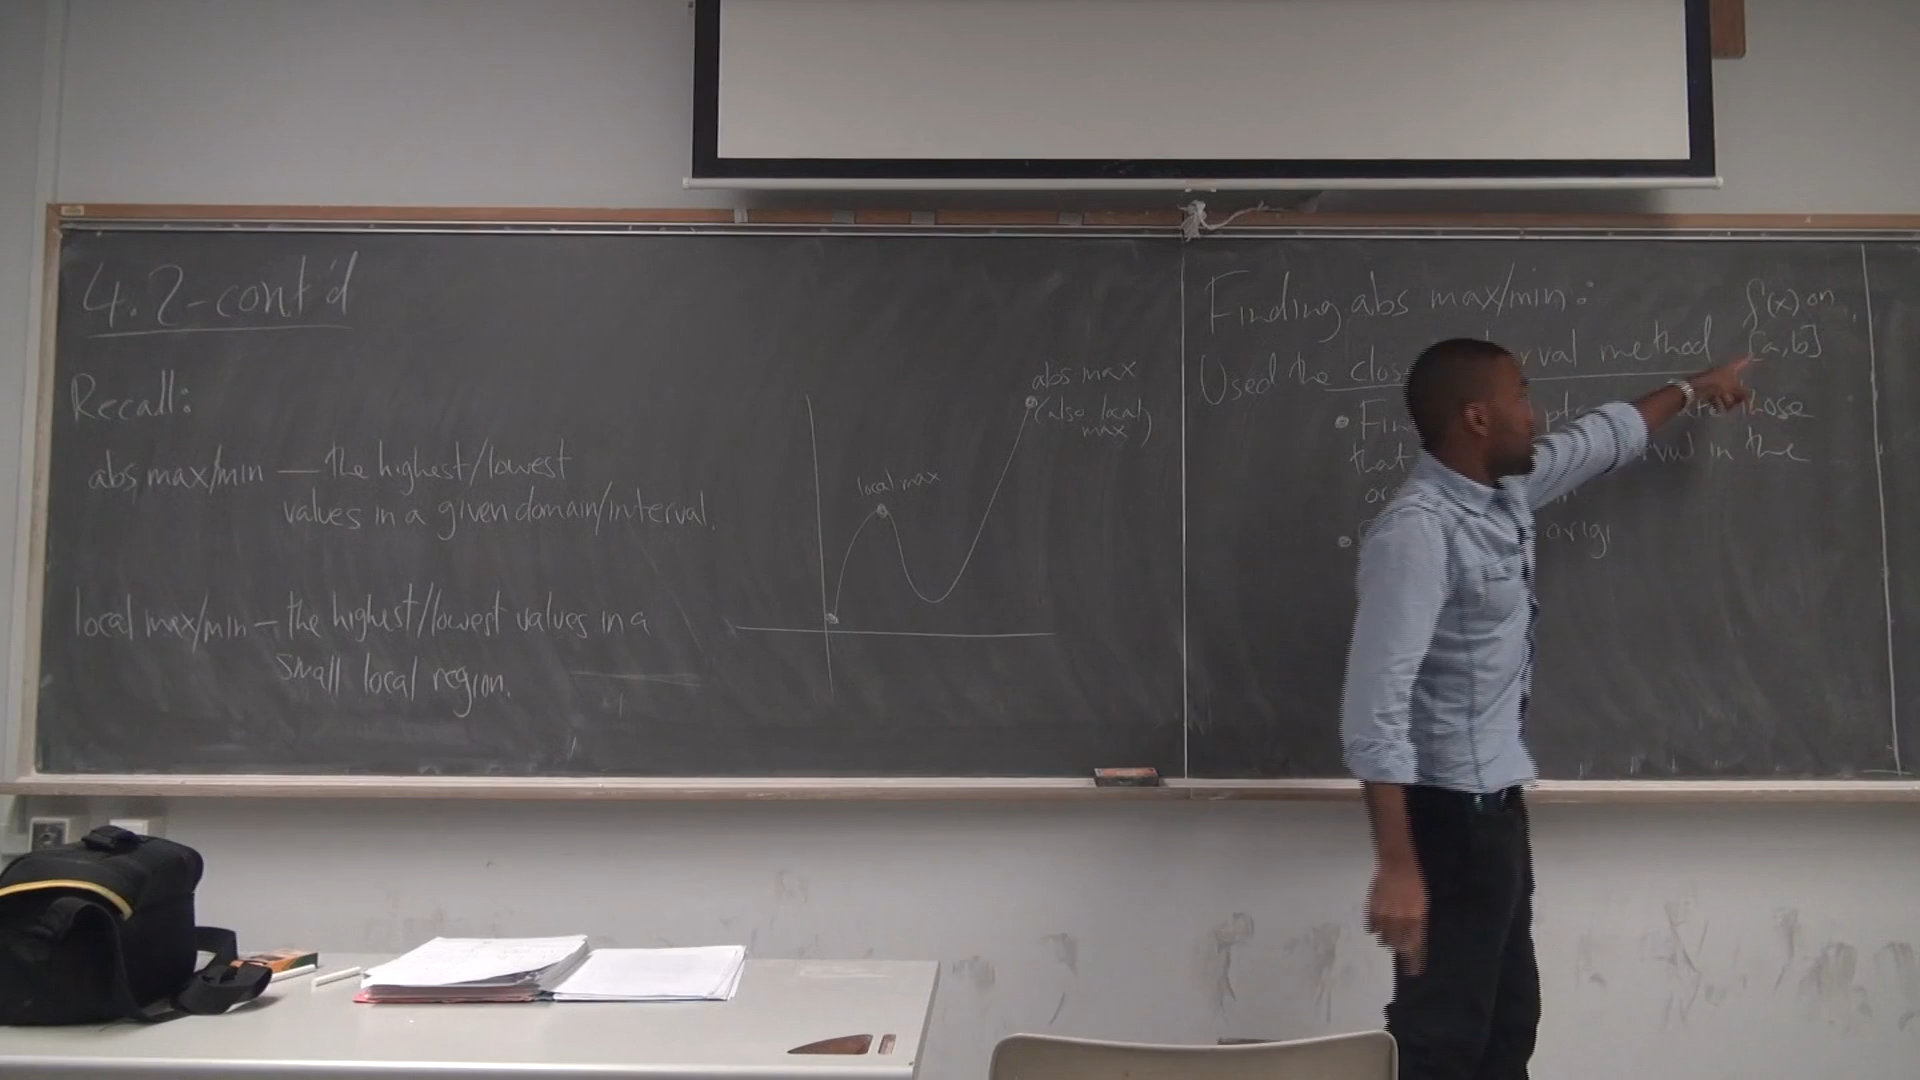 4.2-cont'd
Recall:
abs max/min — the highest/lowest
values in a given domain/interval.
local max/min — the highest/lowest values in a
small local region.
local max
abs max
(also local
max)
Finding abs max/min:
f(x) on
[a,b]
Used the method
those
that in the
origi